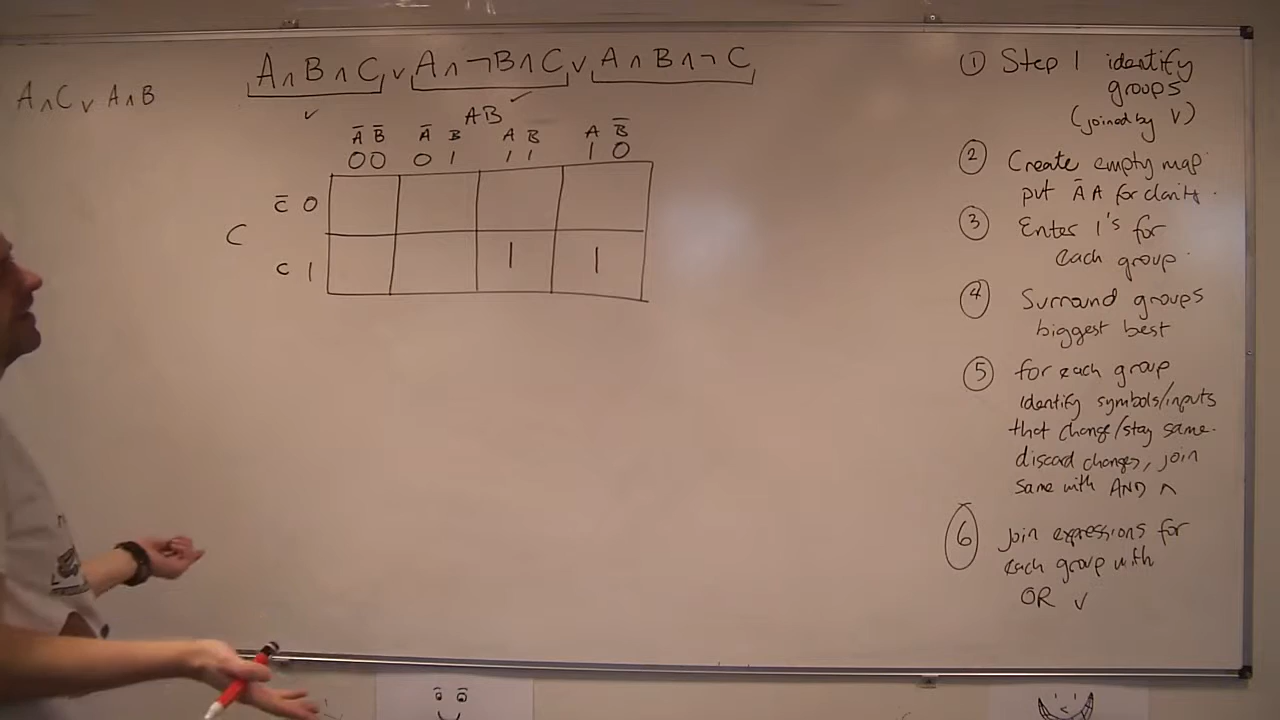 A∧B∧C ∨ A∧¬B∧C ∨ A∧B∧¬C
A∧C ∨ A∧B
✓ ✓
AB
A̅ B̅ A̅ B A B A B̅
00 01 11 10
C̅ 0
C
C 1 1 1
① Step 1 identify
groups
(joined by ∨)
② Create empty map
put A̅ A for clarity.
③ Enter 1's for
each group.
④ Surround groups
biggest best
⑤ for each group
identify symbols/inputs
that change/stay same.
discard changes, join
same with AND ∧
⑥ join expressions for
each group with
OR ∨